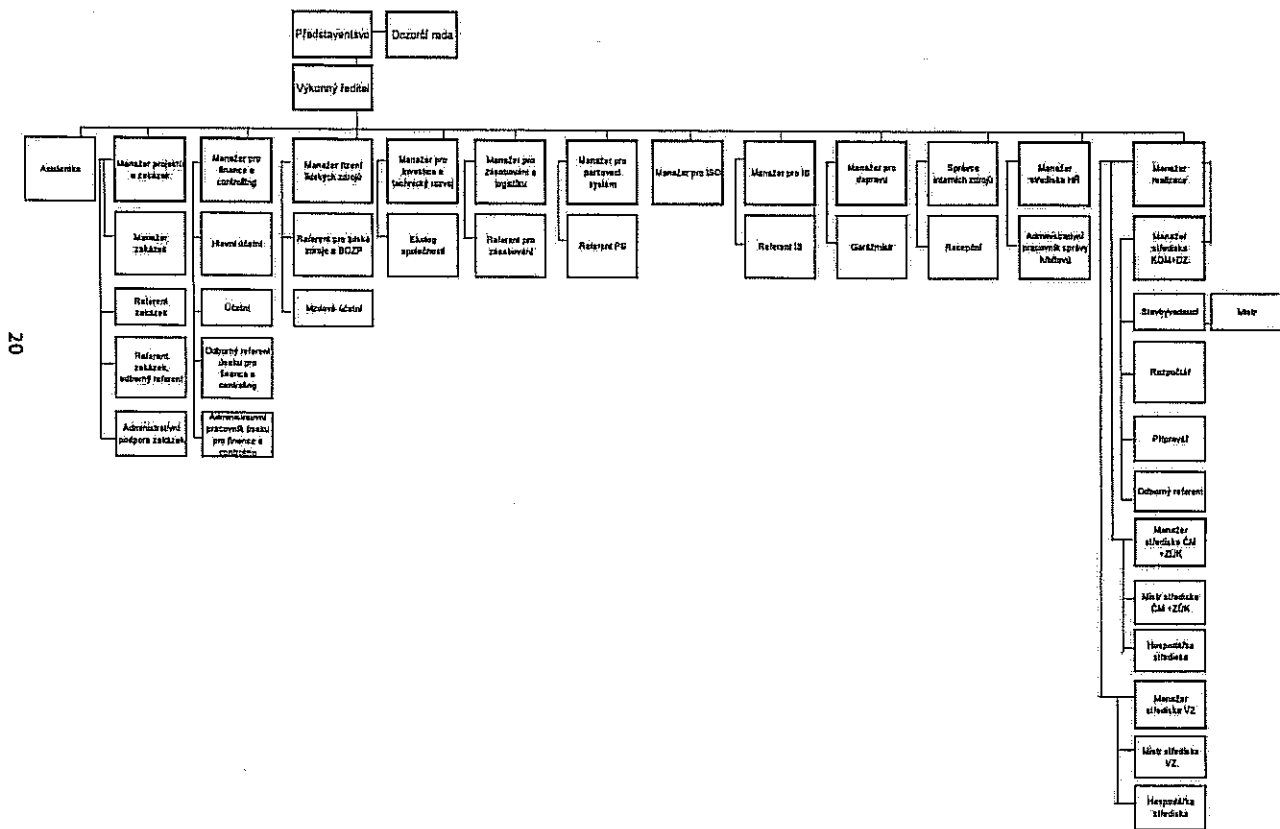 Představenstvo
Dozorčí rada
Výkonný ředitel
Asistentka
Manažer projektů
a zakázek
Manažer pro
finance a
controlling
Manažer řízení
lidských zdrojů
Manažer pro
investice a
technický rozvoj
Manažer pro
zásobování a
logistiku
Manažer pro
parkovací
systém
Manažer pro ISO
Manažer pro IS
Manažer pro
dopravu
Správce
interních zdrojů
Manažer
střediska HŘ
Manažer
realizace
Manažer
zakázek
Hlavní účetní
Referent pro lidské
zdroje a BOZP
Ekolog
společnosti
Referent pro
zásobování
Referent PS
Referent IS
Garážmistr
Recepční
Administrativní
pracovník správy
hřbitovů
Manažer
střediska
KOM+DZ
Referent
zakázek
Účetní
Mzdová účetní
Stavbyvedoucí
Mistr
20
Referent
zakázek,
odborný referent
Odborný referent
úseku pro
finance a
controlling
Rozpočtář
Administrativní
podpora zakázek
Administrativní
pracovník úseku
pro finance a
controlling
Přípravář
Odborný referent
Manažer
střediska ČM
+ZÚK
Mistr střediska
ČM +ZÚK
Hospodářka
střediska
Manažer
střediska VZ
Mistr střediska
VZ
Hospodářka
střediska